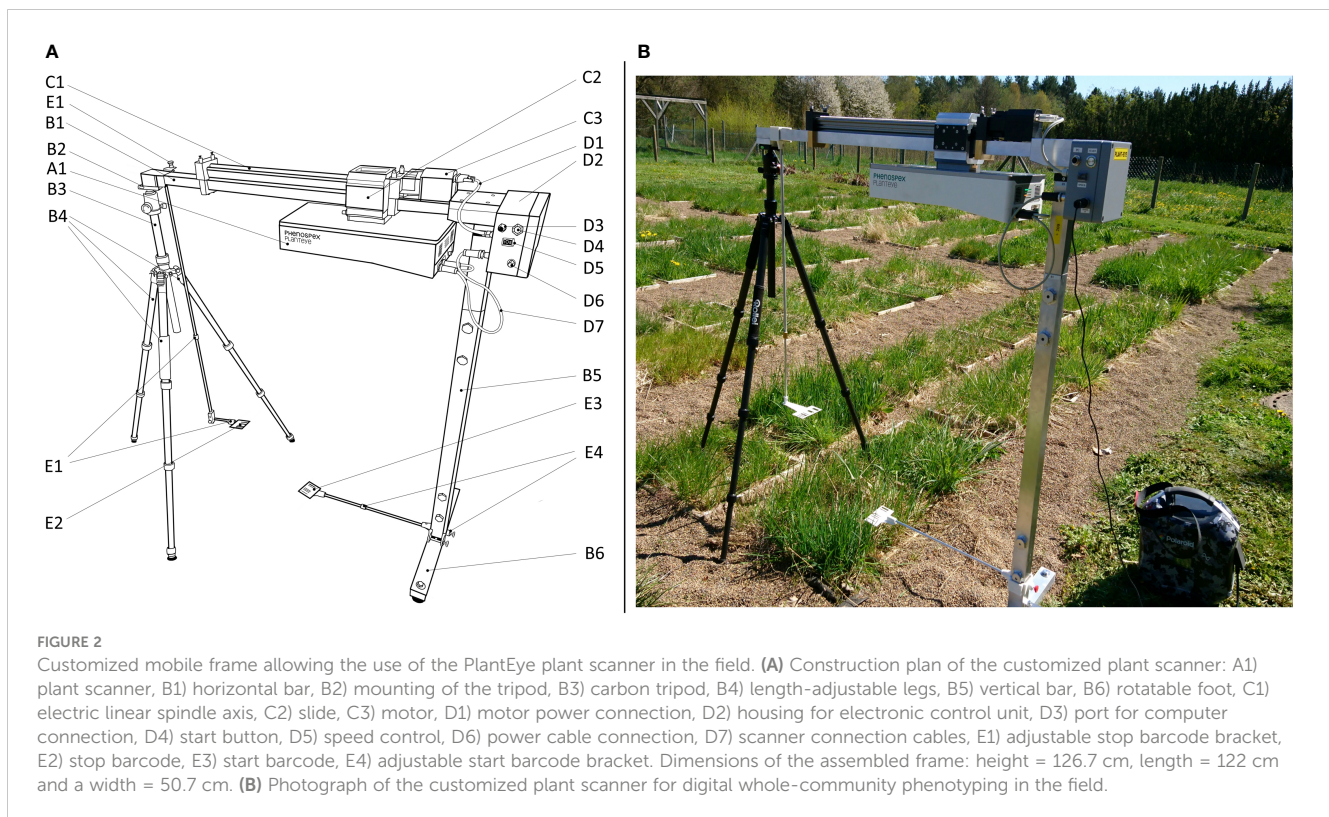 A
B
C1
E1
B1
B2
A1
B3
B4
E1
E2
C2
C3
D1
D2
D3
D4
D5
D6
D7
B5
E3
E4
B6
PHENOSPEX
PLANTEYE
PHENOSPEX
PLANTEYE
Rollei
Polaroid
FIGURE 2
Customized mobile frame allowing the use of the PlantEye plant scanner in the field. (A) Construction plan of the customized plant scanner: A1)
plant scanner, B1) horizontal bar, B2) mounting of the tripod, B3) carbon tripod, B4) length-adjustable legs, B5) vertical bar, B6) rotatable foot, C1)
electric linear spindle axis, C2) slide, C3) motor, D1) motor power connection, D2) housing for electronic control unit, D3) port for computer
connection, D4) start button, D5) speed control, D6) power cable connection, D7) scanner connection cables, E1) adjustable stop barcode bracket,
E2) stop barcode, E3) start barcode, E4) adjustable start barcode bracket. Dimensions of the assembled frame: height = 126.7 cm, length = 122 cm
and a width = 50.7 cm. (B) Photograph of the customized plant scanner for digital whole-community phenotyping in the field.